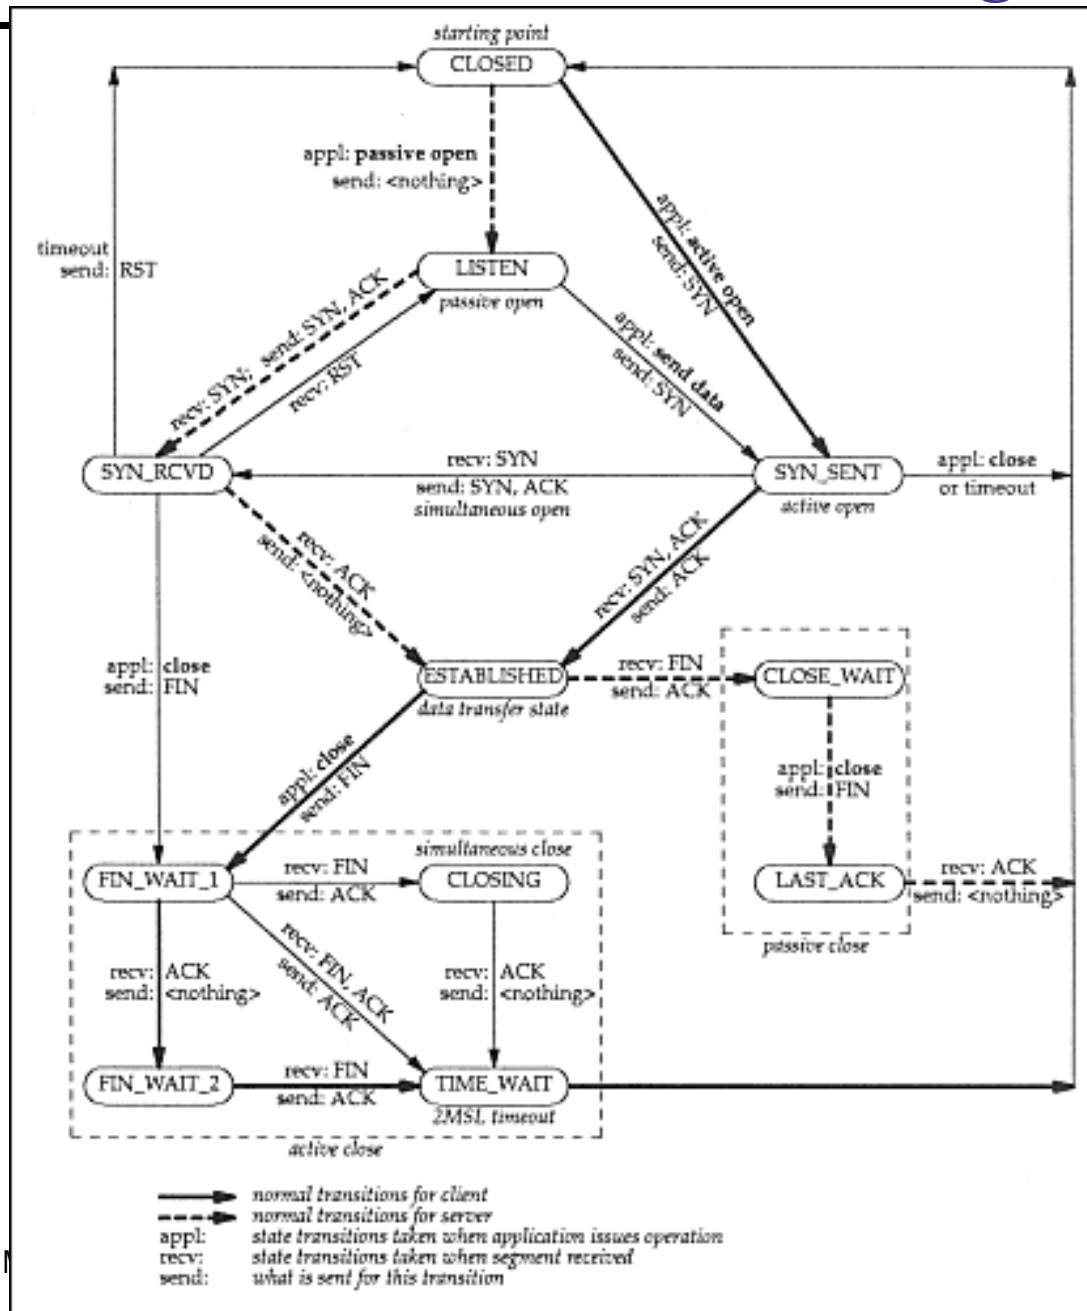 starting point
CLOSED
appl: passive open
send: <nothing>
appl: active open
send: SYN
timeout
send: RST
LISTEN
passive open
recv: SYN; send: SYN, ACK
recv: RST
appl: send data
send: SYN
SYN_RCVD
recv: SYN
send: SYN, ACK
simultaneous open
SYN_SENT
active open
appl: close
or timeout
recv: ACK
send: <nothing>
recv: SYN, ACK
send: ACK
appl: close
send: FIN
ESTABLISHED
data transfer state
recv: FIN
send: ACK
CLOSE_WAIT
appl: close
send: FIN
appl: close
send: FIN
LAST_ACK
recv: ACK
send: <nothing>
passive close
FIN_WAIT_1
recv: FIN
send: ACK
simultaneous close
CLOSING
recv: ACK
send: <nothing>
recv: FIN, ACK
send: ACK
recv: ACK
send: <nothing>
FIN_WAIT_2
recv: FIN
send: ACK
TIME_WAIT
2MSL timeout
active close
normal transitions for client
normal transitions for server
appl: state transitions taken when application issues operation
recv: state transitions taken when segment received
send: what is sent for this transition